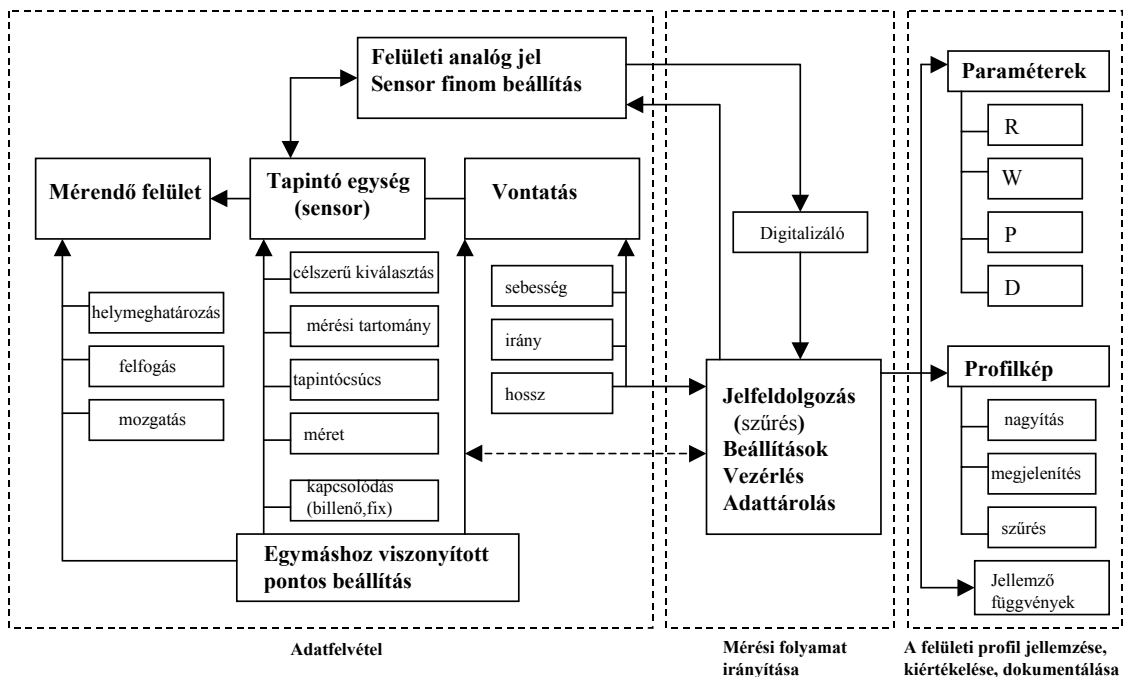 Felületi analóg jel
Sensor finom beállítás
Mérendő felület
Tapintó egység
(sensor)
Vontatás
helymeghatározás
felfogás
mozgatás
célszerű kiválasztás
mérési tartomány
tapintócsúcs
méret
kapcsolódás
(billenő,fix)
sebesség
irány
hossz
Egymáshoz viszonyított
pontos beállítás
Adatfelvétel
Digitalizáló
Jelfeldolgozás
(szűrés)
Beállítások
Vezérlés
Adattárolás
Mérési folyamat
irányítása
Paraméterek
R
W
P
D
Profilkép
nagyítás
megjelenítés
szűrés
Jellemző
függvények
A felületi profil jellemzése,
kiértékelése, dokumentálása